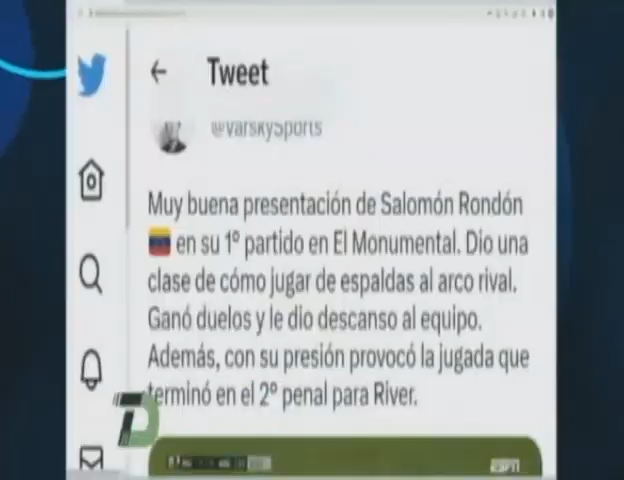 Tweet
@VarskySports
Muy buena presentación de Salomón Rondón
🇻🇪 en su 1º partido en El Monumental. Dio una
clase de cómo jugar de espaldas al arco rival.
Ganó duelos y le dio descanso al equipo.
Además, con su presión provocó la jugada que
terminó en el 2º penal para River.
ESPN